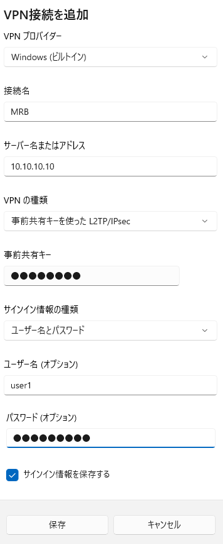 VPN接続を追加
VPN プロバイダー
Windows (ビルトイン)
接続名
MRB
サーバー名またはアドレス
10.10.10.10
VPN の種類
事前共有キーを使った L2TP/IPsec
事前共有キー
●●●●●●●●
サインイン情報の種類
ユーザー名とパスワード
ユーザー名 (オプション)
user1
パスワード (オプション)
●●●●●●●●●
サインイン情報を保存する
保存 キャンセル